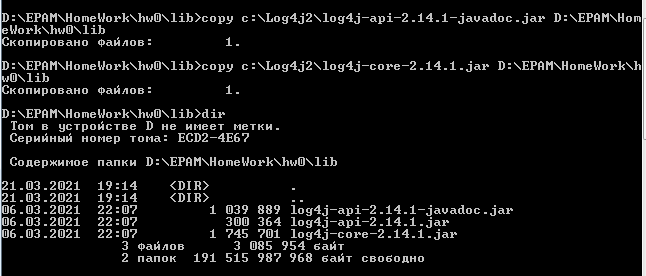 D:\EPAM\HomeWork\hw0\lib>copy c:\Log4j2\log4j-api-2.14.1-javadoc.jar D:\EPAM\Hom
eWork\hw0\lib
Скопировано файлов:         1.
D:\EPAM\HomeWork\hw0\lib>copy c:\Log4j2\log4j-core-2.14.1.jar D:\EPAM\HomeWork\h
w0\lib
Скопировано файлов:         1.
D:\EPAM\HomeWork\hw0\lib>dir
 Том в устройстве D не имеет метки.
 Серийный номер тома: ECD2-4E67
 Содержимое папки D:\EPAM\HomeWork\hw0\lib
21.03.2021  19:14    <DIR>          .
21.03.2021  19:14    <DIR>          ..
06.03.2021  22:07         1 039 889 log4j-api-2.14.1-javadoc.jar
06.03.2021  22:07           300 364 log4j-api-2.14.1.jar
06.03.2021  22:07         1 745 701 log4j-core-2.14.1.jar
               3 файлов      3 085 954 байт
               2 папок  191 515 987 968 байт свободно